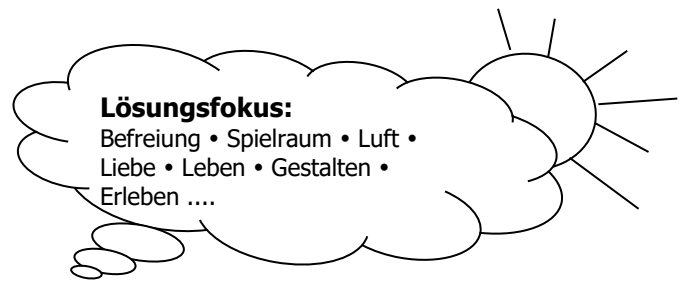 Lösungsfokus:
Befreiung • Spielraum • Luft •
Liebe • Leben • Gestalten •
Erleben ....